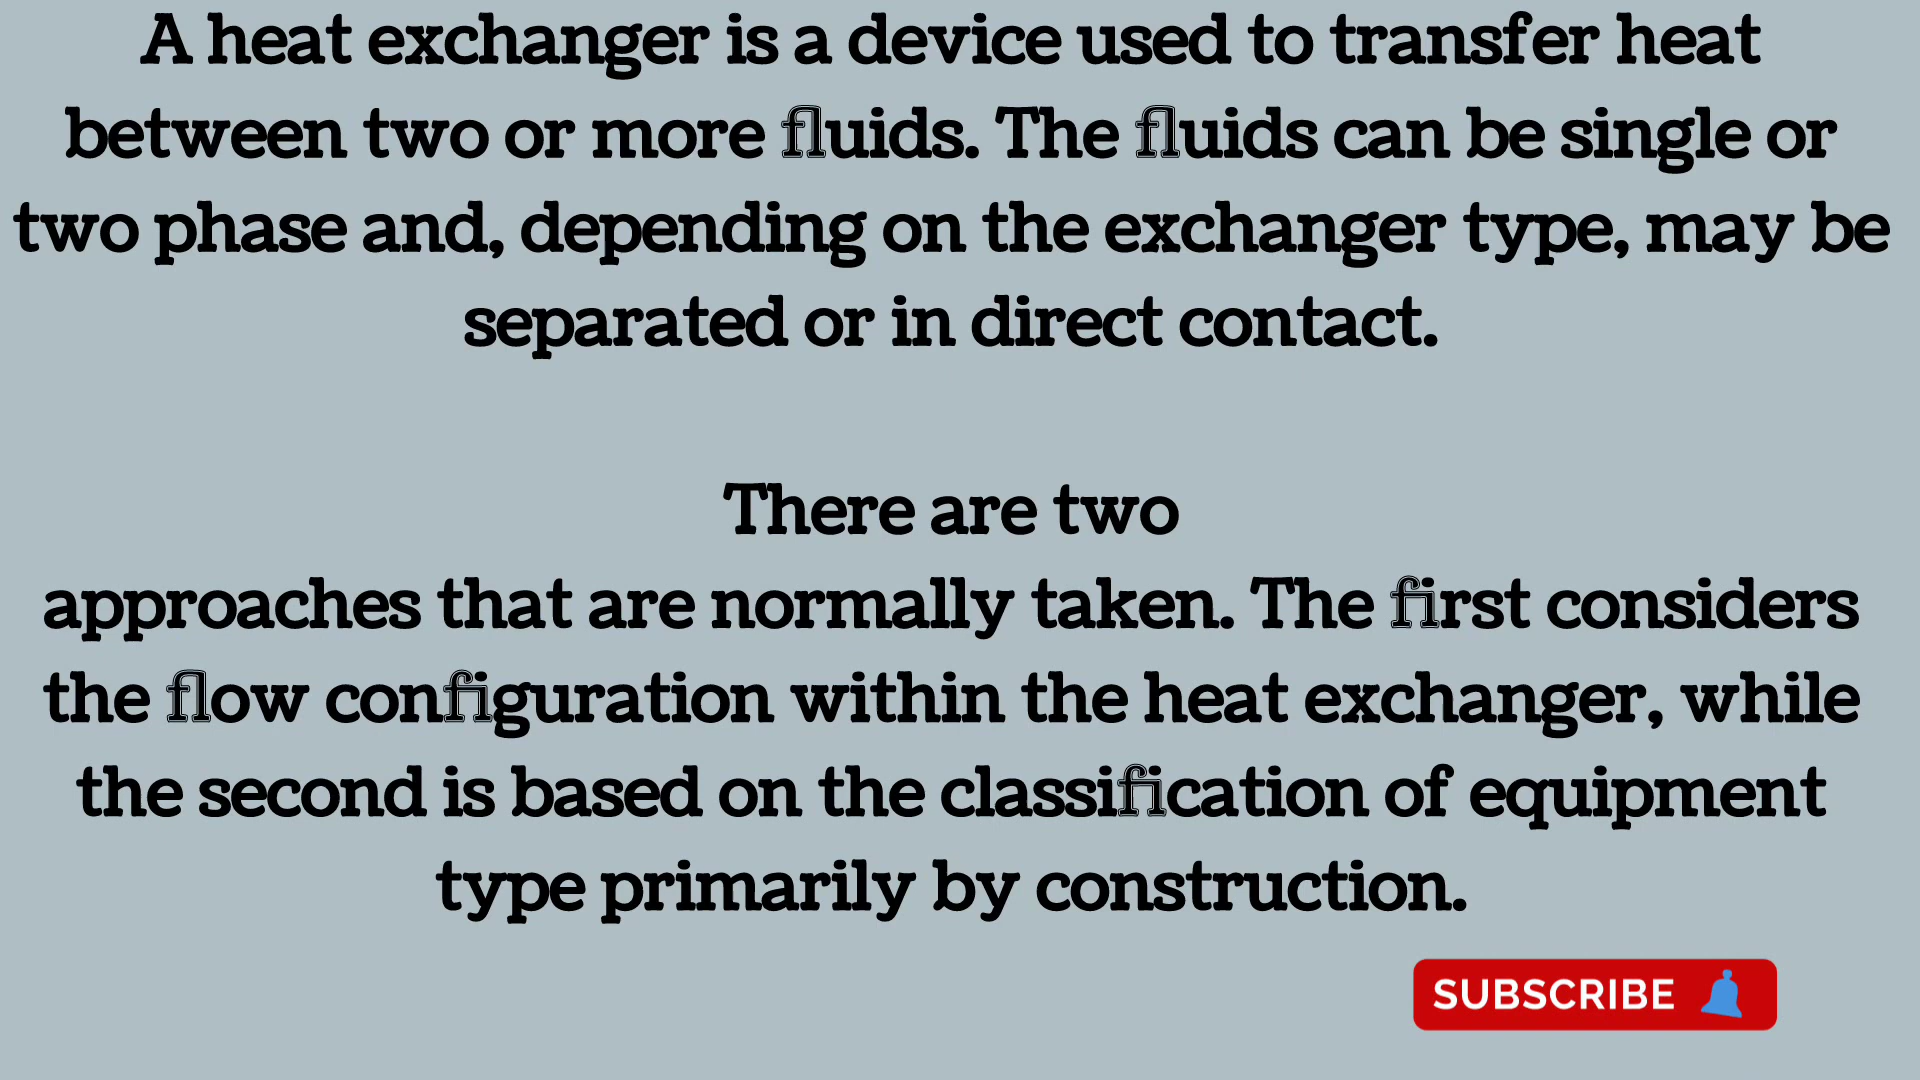 A heat exchanger is a device used to transfer heat
between two or more fluids. The fluids can be single or
two phase and, depending on the exchanger type, may be
separated or in direct contact.
There are two
approaches that are normally taken. The first considers
the flow configuration within the heat exchanger, while
the second is based on the classification of equipment
type primarily by construction.
SUBSCRIBE